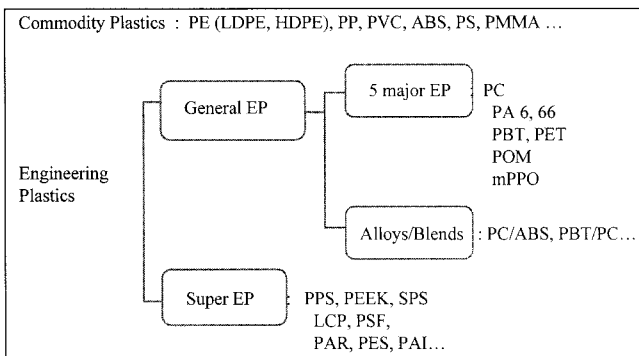 Commodity Plastics : PE (LDPE, HDPE), PP, PVC, ABS, PS, PMMA ...
General EP
5 major EP : PC
PA 6, 66
PBT, PET
POM
mPPO
Engineering
Plastics
Alloys/Blends : PC/ABS, PBT/PC...
Super EP : PPS, PEEK, SPS
LCP, PSF,
PAR, PES, PAI...